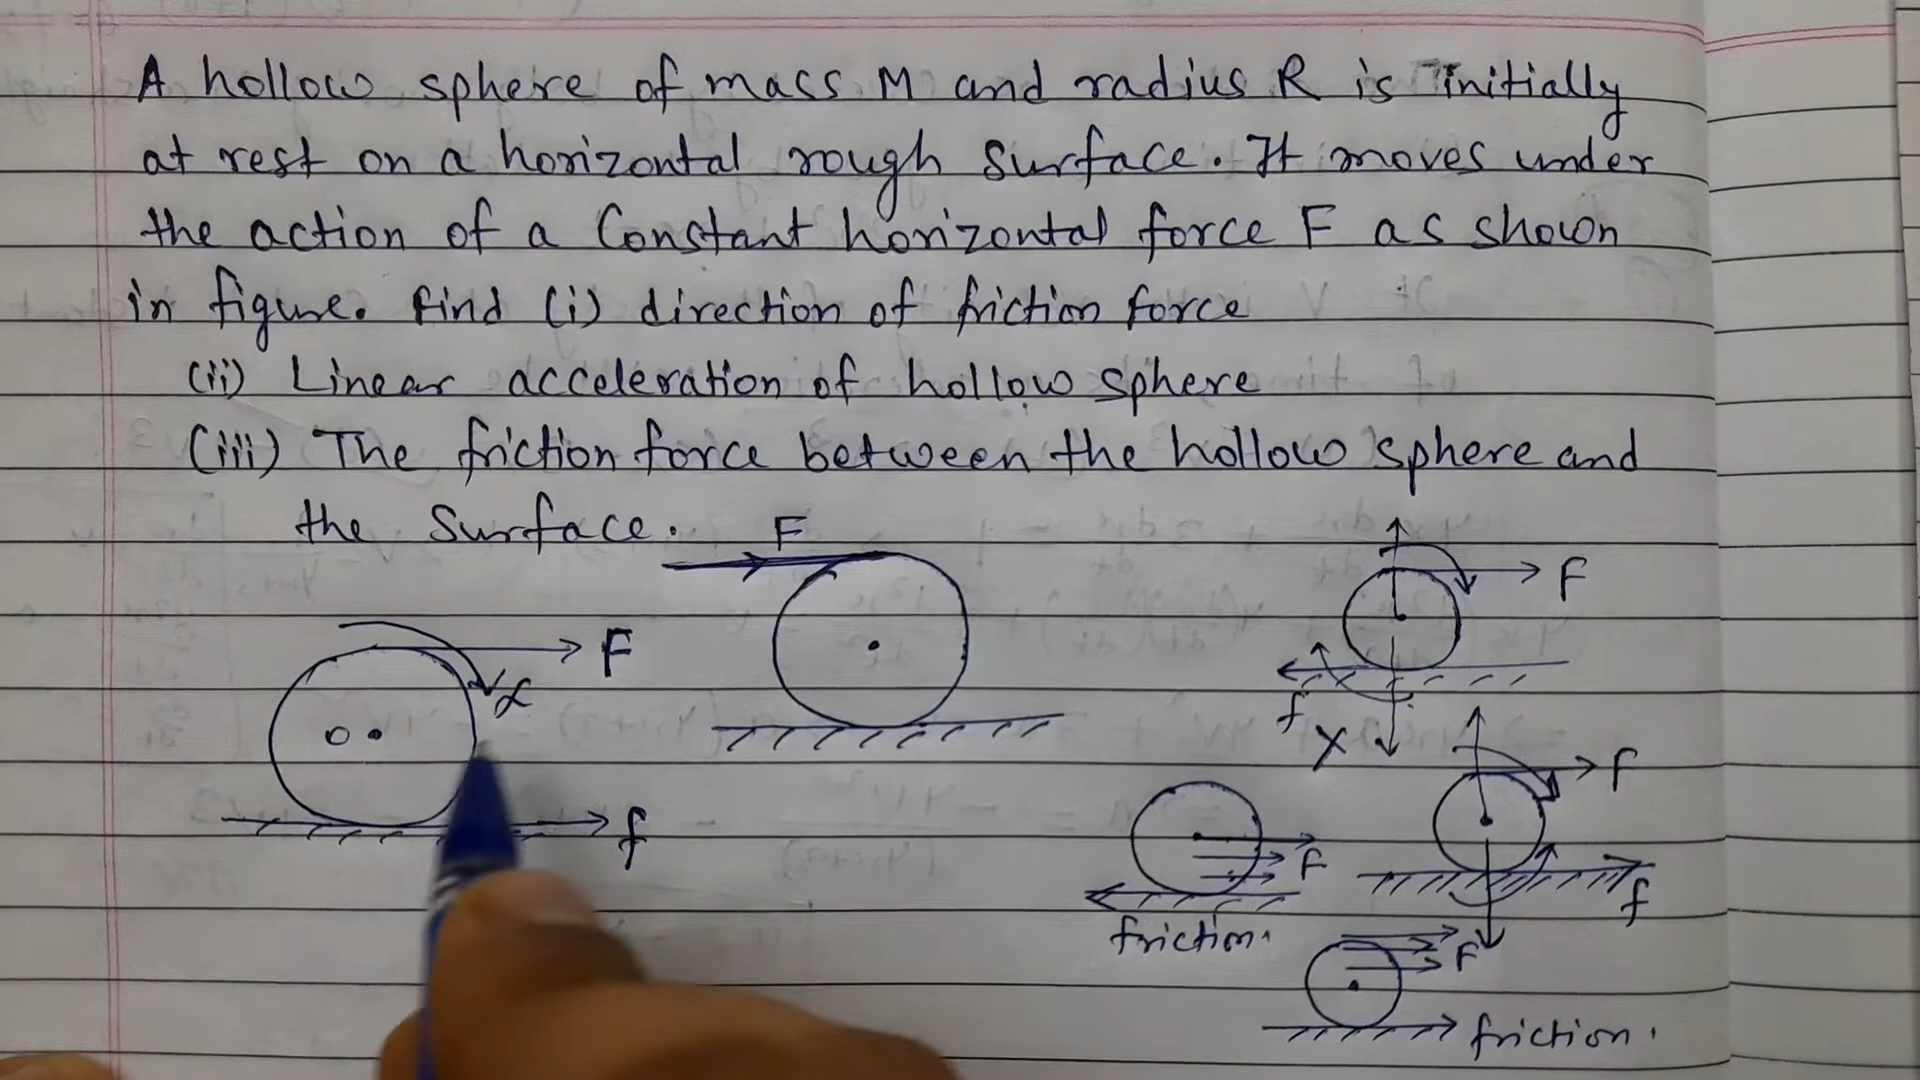 A hollow sphere of mass M and radius R is initially
at rest on a horizontal rough surface. It moves under
the action of a Constant horizontal force F as shown
in figure. find (i) direction of friction force
(ii) Linear acceleration of hollow sphere
(iii) The friction force between the hollow sphere and
the Surface.
F
F
F
α
O
f
f
X
f
F
f
friction.
F
friction.